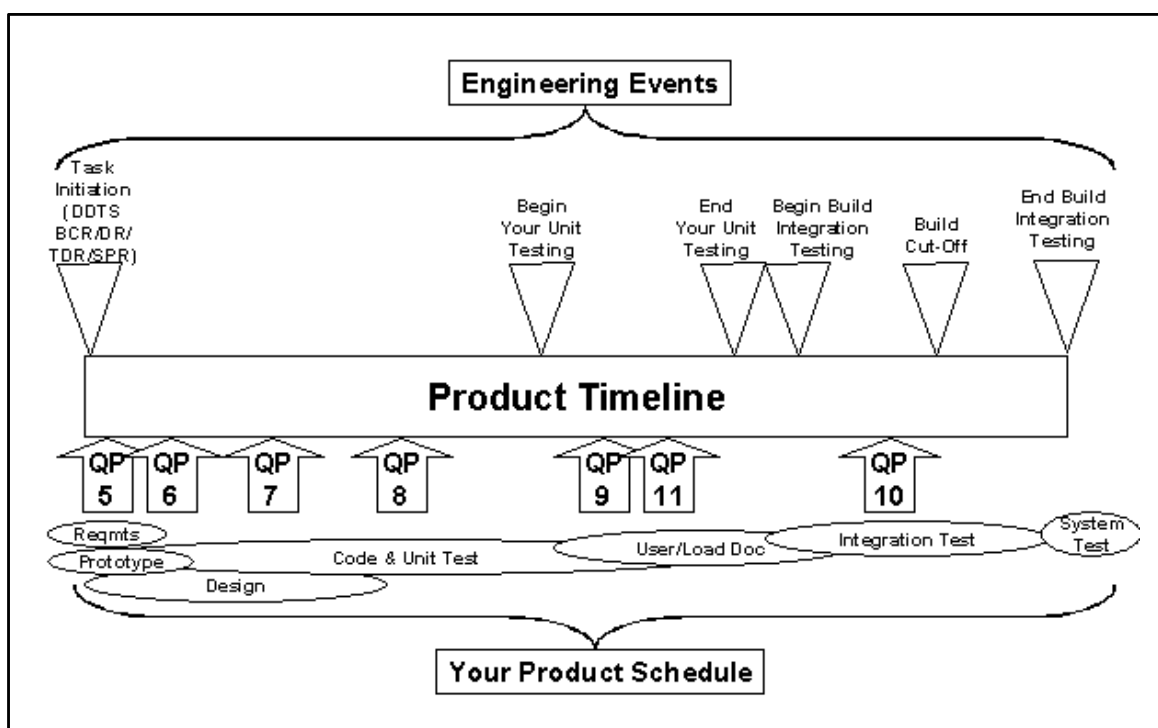 Engineering Events
Task
Initiation
(DDTS
BCR/DR/
TDR/SPR)
Begin
Your Unit
Testing
End
Your Unit
Testing
Begin Build
Integration
Testing
Build
Cut-Off
End Build
Integration
Testing
Product Timeline
QP
5
QP
6
QP
7
QP
8
QP
9
QP
11
QP
10
Reqmts
Prototype
Code & Unit Test
Design
User/Load Doc
Integration Test
System
Test
Your Product Schedule